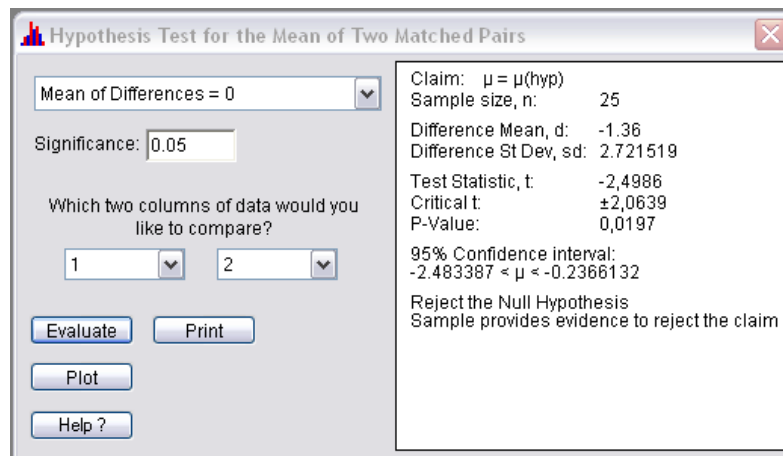 Hypothesis Test for the Mean of Two Matched Pairs
Mean of Differences = 0
Significance: 0.05
Which two columns of data would you
like to compare?
1 2
Evaluate Print
Plot
Help ?
Claim: μ = μ(hyp)
Sample size, n: 25
Difference Mean, d: -1.36
Difference St Dev, sd: 2.721519
Test Statistic, t: -2,4986
Critical t: ±2,0639
P-Value: 0,0197
95% Confidence interval:
-2.483387 < μ < -0.2366132
Reject the Null Hypothesis
Sample provides evidence to reject the claim